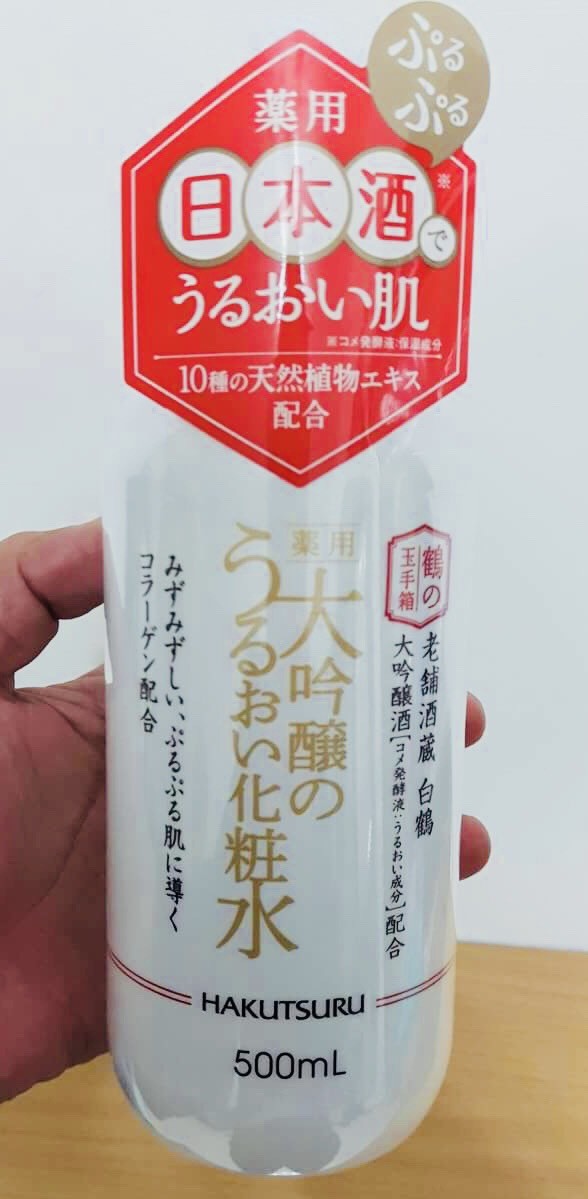 ぷる
ぷる
薬用
日本酒で※
うるおい肌
※コメ発酵液:保湿成分
10種の天然植物エキス
配合
鶴の
玉手箱
老舗酒蔵 白鶴
大吟醸酒[コメ発酵液:うるおい成分]配合
薬用
大吟醸の
うるおい化粧水
みずみずしい、ぷるぷる肌に導く
コラーゲン配合
HAKUTSURU
500mL